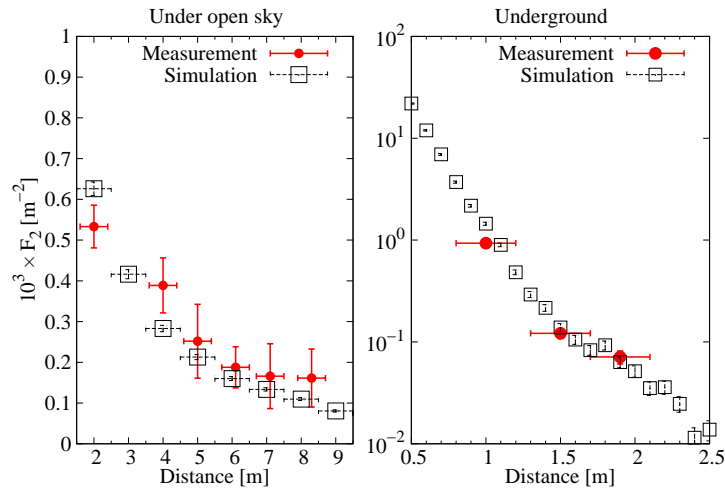 Under open sky
Underground
Measurement
Simulation
10³ × F₂ [m⁻²]
1
0.9
0.8
0.7
0.6
0.5
0.4
0.3
0.2
0.1
0
2 3 4 5 6 7 8 9
Distance [m]
Measurement
Simulation
10²
10¹
10⁰
10⁻¹
10⁻²
0.5 1 1.5 2 2.5
Distance [m]